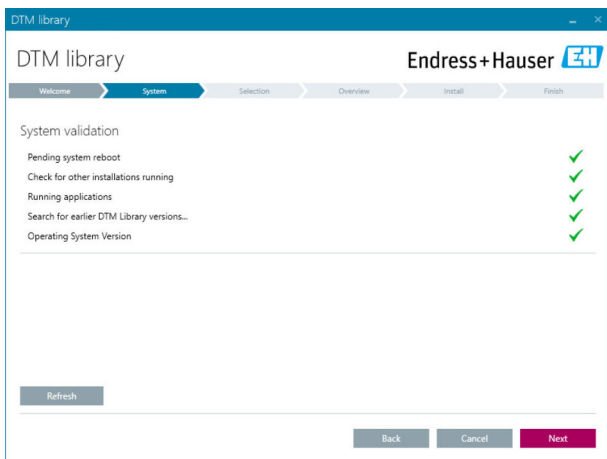 DTM library
DTM library
Endress+Hauser EH
Welcome System Selection Overview Install Finish
System validation
Pending system reboot
Check for other installations running
Running applications
Search for earlier DTM Library versions...
Operating System Version
Refresh
Back Cancel Next